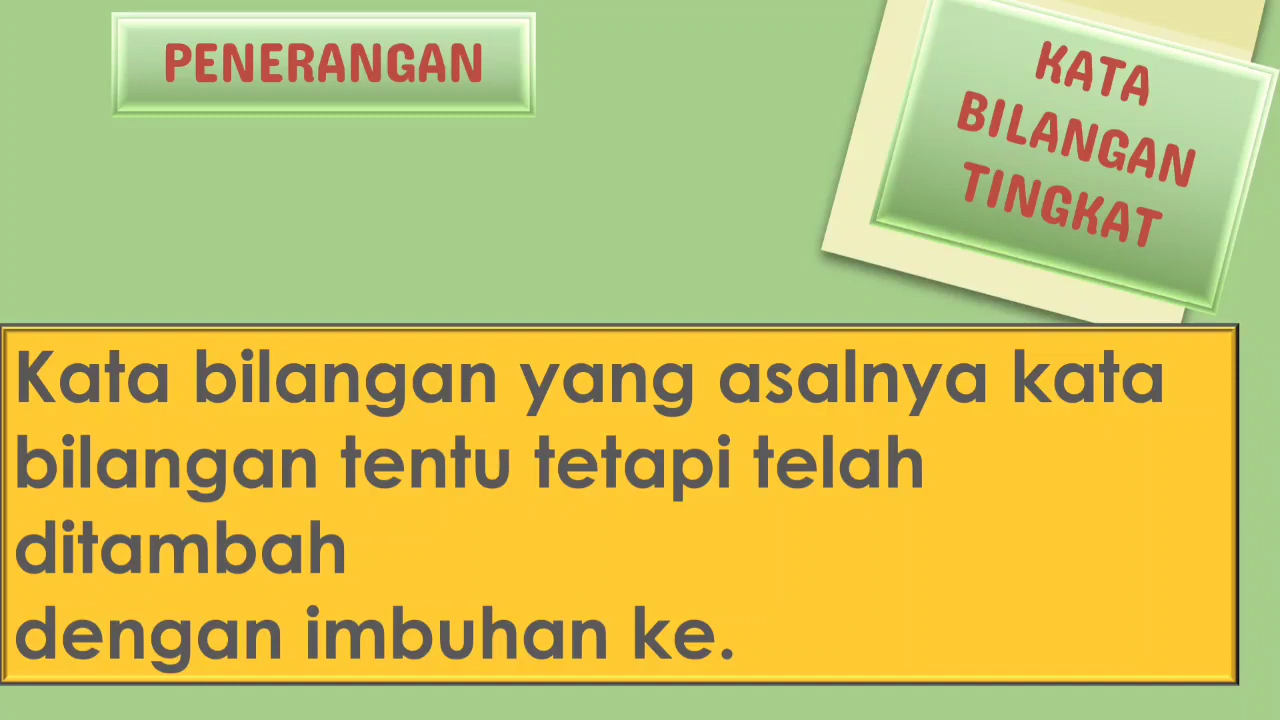 PENERANGAN
KATA
BILANGAN
TINGKAT
Kata bilangan yang asalnya kata
bilangan tentu tetapi telah
ditambah
dengan imbuhan ke.